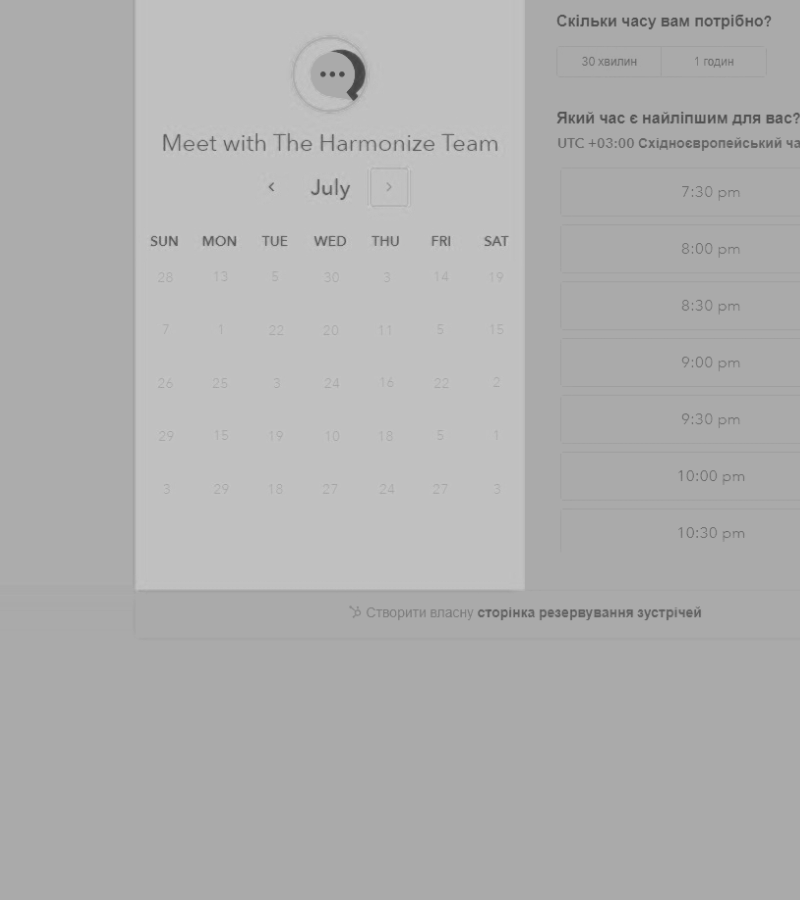 Meet with The Harmonize Team
July
SUN MON TUE WED THU FRI SAT
28 13 5 30 3 14 19
7 1 22 20 11 5 15
26 25 3 24 16 22 2
29 15 19 10 18 5 1
3 29 18 27 24 27 3
Скільки часу вам потрібно?
30 хвилин 1 годин
Який час є найліпшим для вас?
UTC +03:00 Східноєвропейський ча
7:30 pm
8:00 pm
8:30 pm
9:00 pm
9:30 pm
10:00 pm
10:30 pm
Створити власну сторінка резервування зустрічей